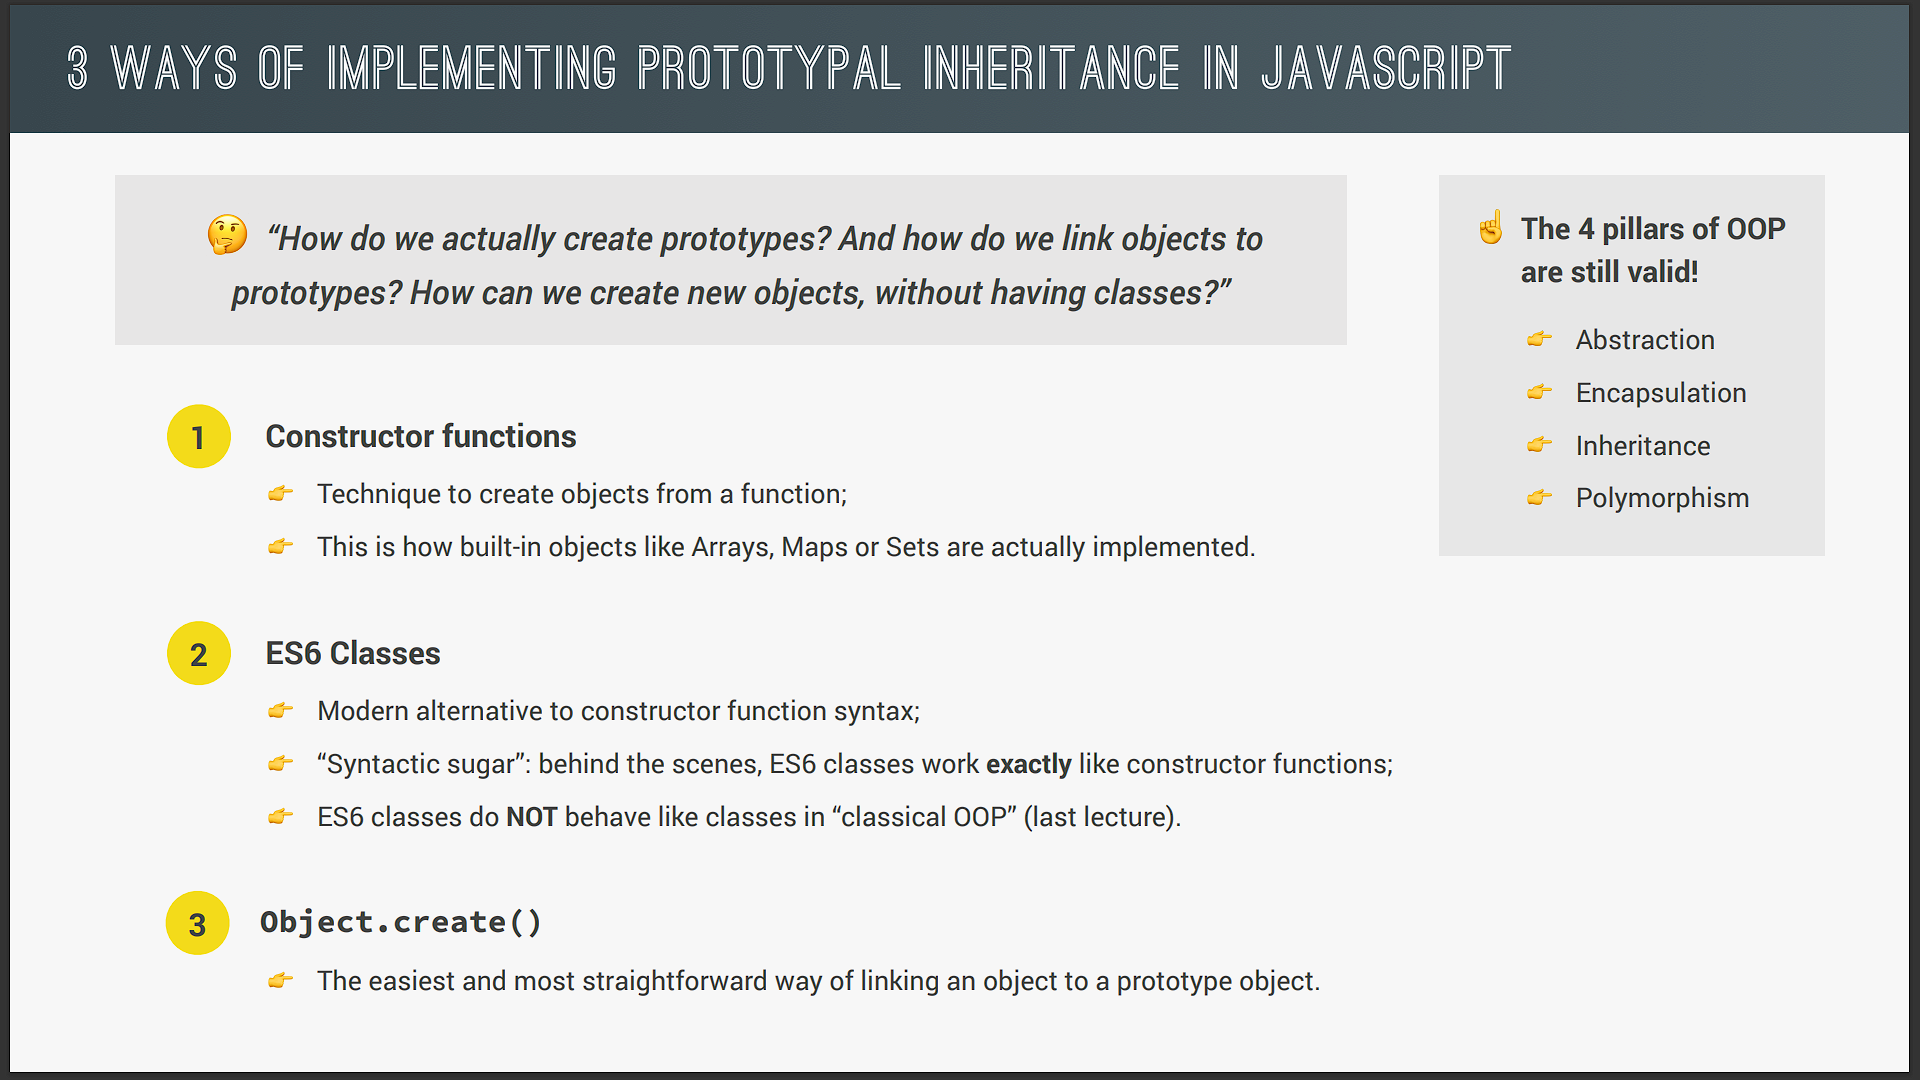 3 WAYS OF IMPLEMENTING PROTOTYPAL INHERITANCE IN JAVASCRIPT
🤔 “How do we actually create prototypes? And how do we link objects to
prototypes? How can we create new objects, without having classes?”
1 Constructor functions
👉 Technique to create objects from a function;
👉 This is how built-in objects like Arrays, Maps or Sets are actually implemented.
2 ES6 Classes
👉 Modern alternative to constructor function syntax;
👉 “Syntactic sugar”: behind the scenes, ES6 classes work exactly like constructor functions;
👉 ES6 classes do NOT behave like classes in “classical OOP” (last lecture).
3 Object.create()
👉 The easiest and most straightforward way of linking an object to a prototype object.
☝️ The 4 pillars of OOP
are still valid!
👉 Abstraction
👉 Encapsulation
👉 Inheritance
👉 Polymorphism